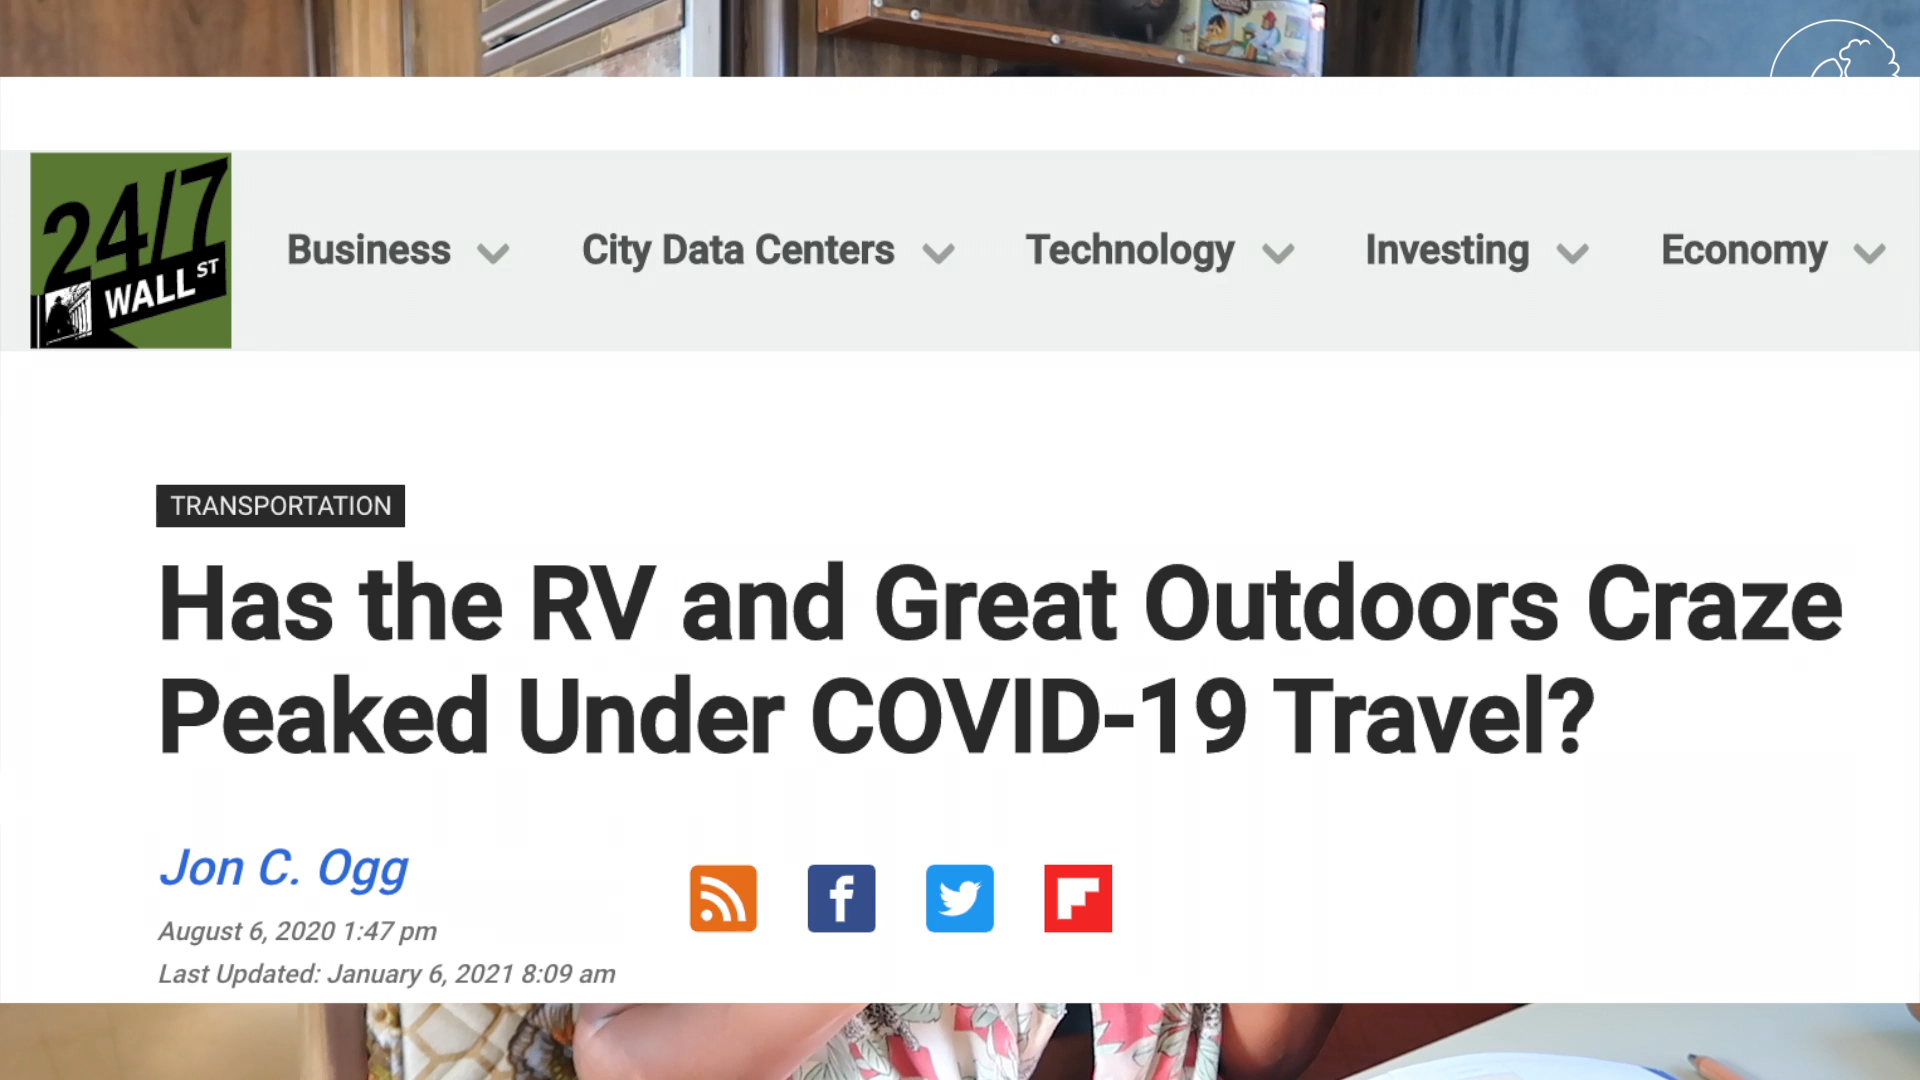 24/7
WALL ST
Business
City Data Centers
Technology
Investing
Economy
TRANSPORTATION
Has the RV and Great Outdoors Craze
Peaked Under COVID-19 Travel?
Jon C. Ogg
August 6, 2020 1:47 pm
Last Updated: January 6, 2021 8:09 am